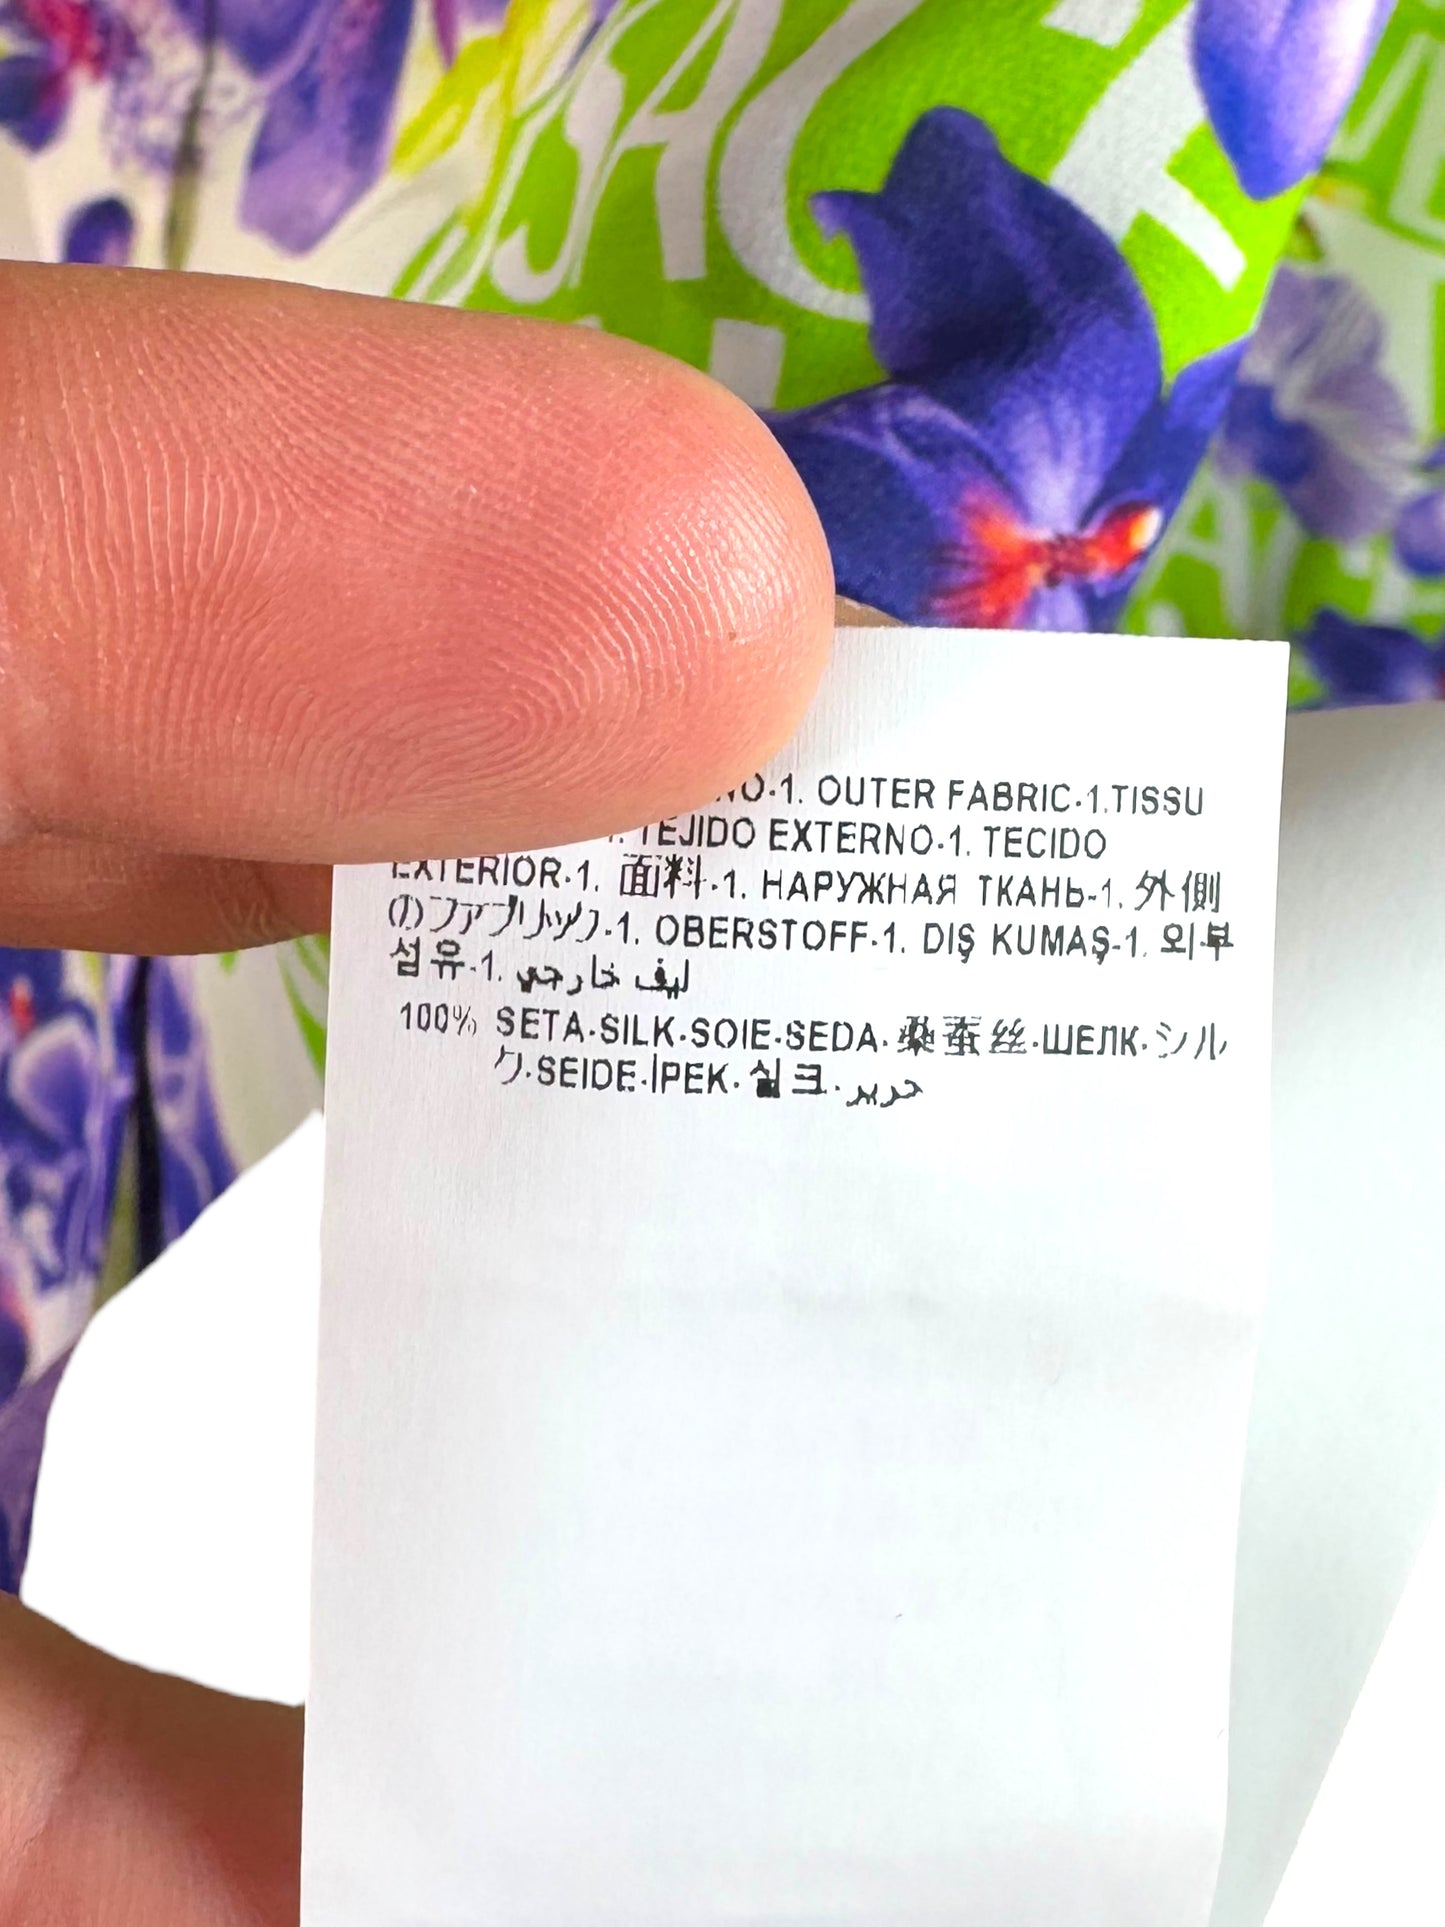 O-1. OUTER FABRIC-1.TISSU
1. TEJIDO EXTERNO-1. TECIDO
EXTERIOR-1. 面料-1. НАРУЖНАЯ ТКАНЬ-1. 外側
の)ファブリック-1. OBERSTOFF-1. DIŞ KUMAŞ-1. 외부
섬유-1. ليف خارجي
100% SETA-SILK-SOIE-SEDA-桑蚕丝-ШЕЛК-シル
ク-SEIDE-İPEK-실크-حرير